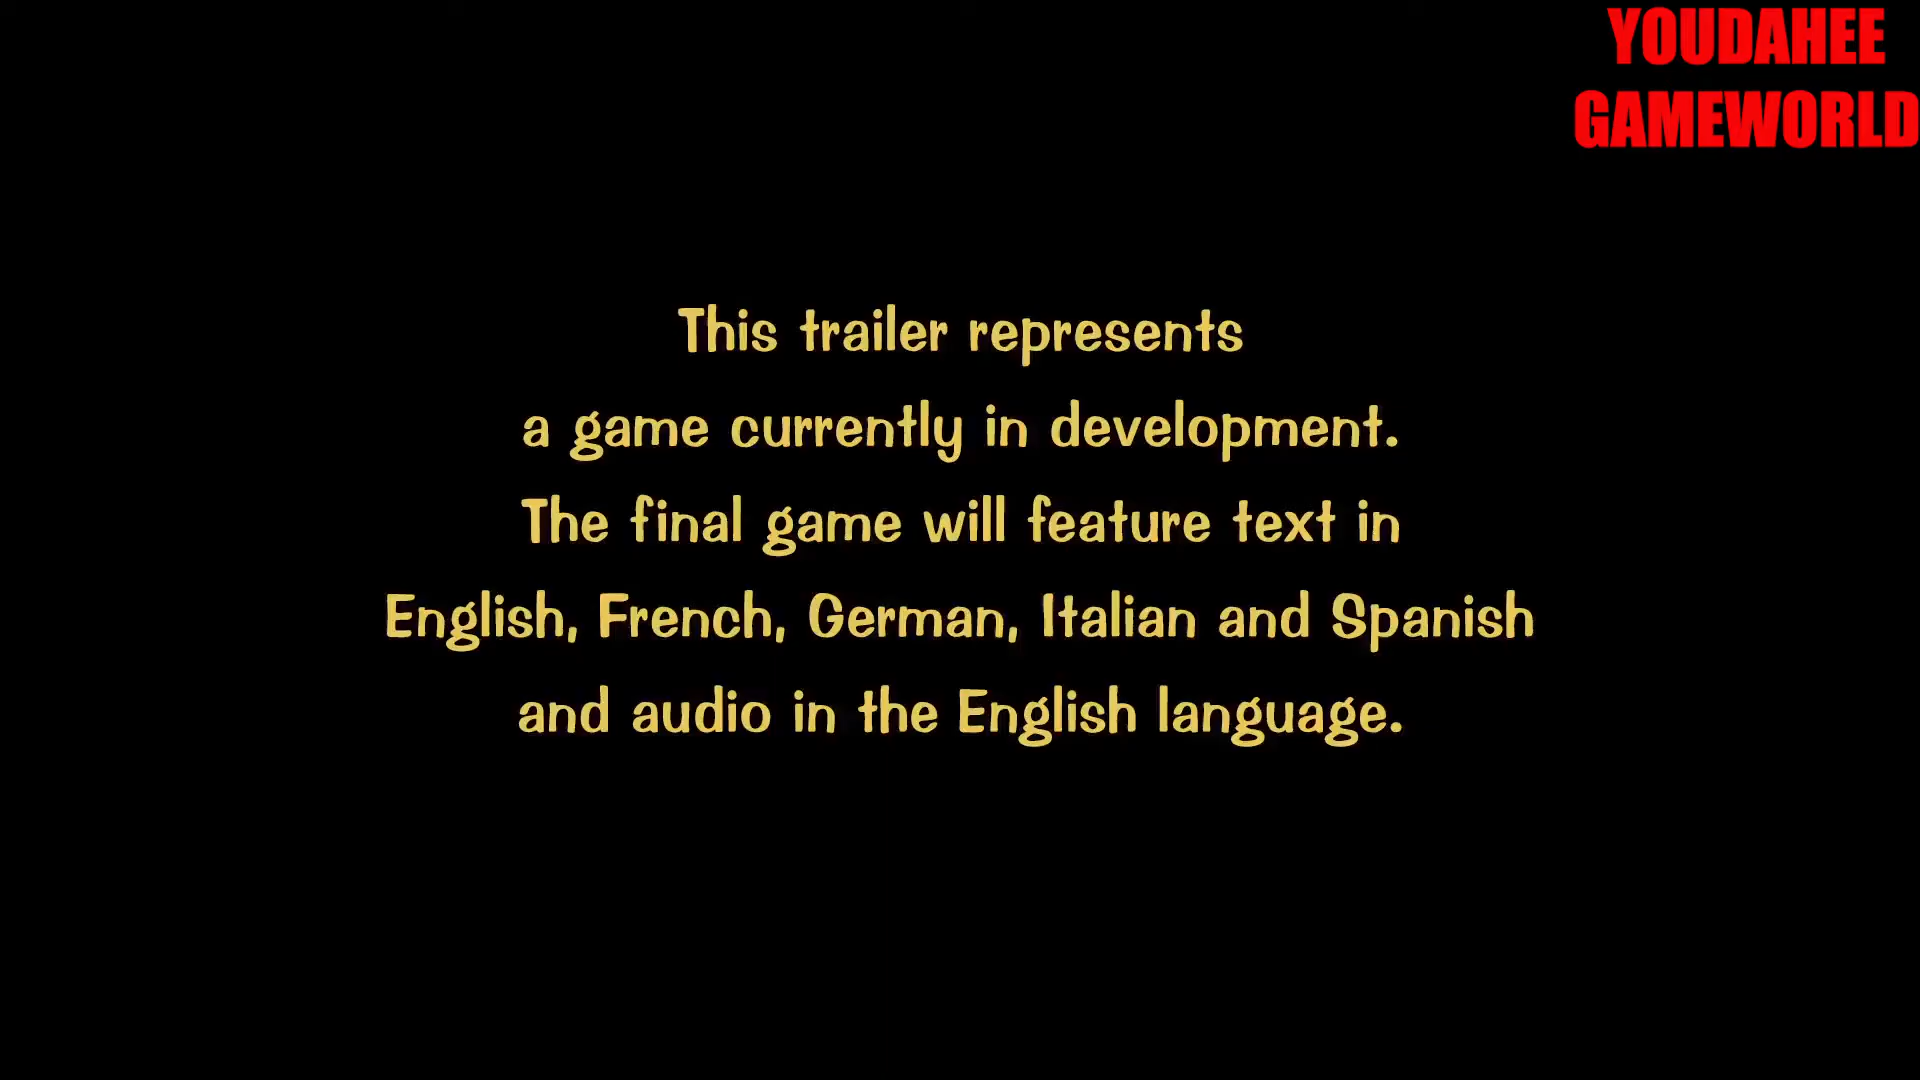 YOUDAHEE
GAMEWORLD
This trailer represents
a game currently in development.
The final game will feature text in
English, French, German, Italian and Spanish
and audio in the English language.